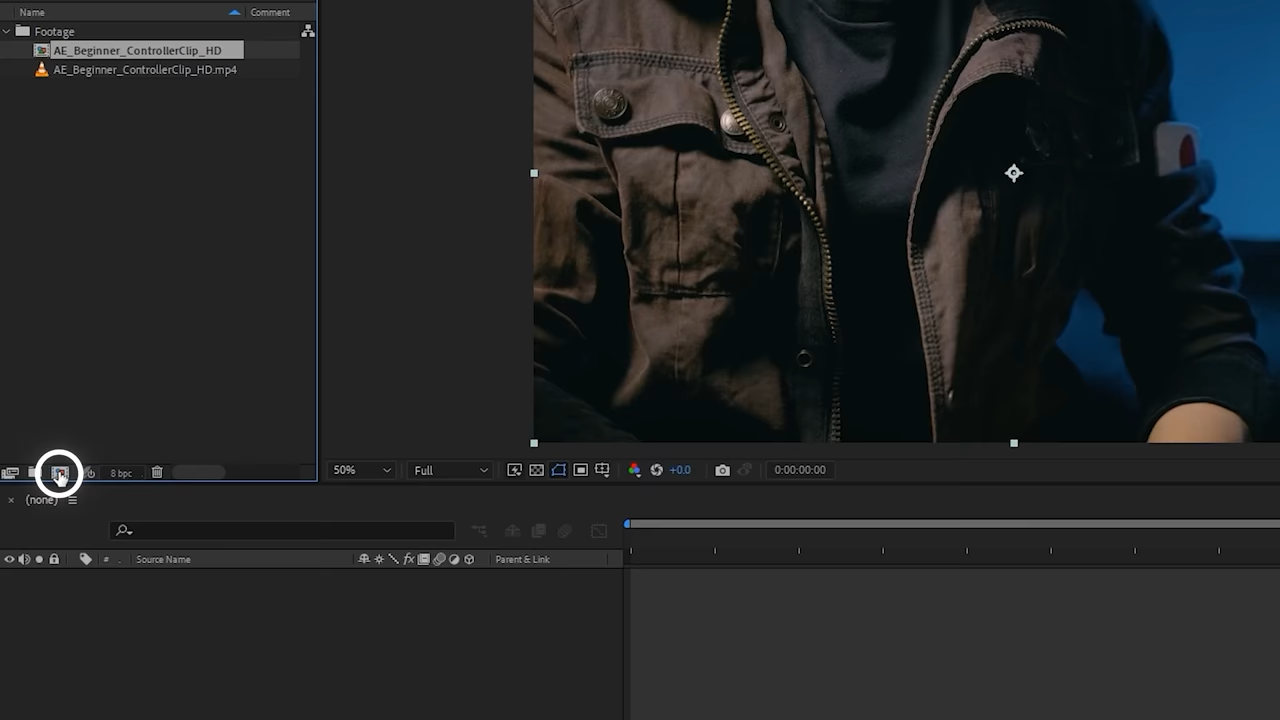 Name Comment
Footage
AE_Beginner_ControllerClip_HD
AE_Beginner_ControllerClip_HD.mp4
8 bpc
50% Full +0.0 0:00:00:00
× (none)
# . Source Name fx Parent & Link